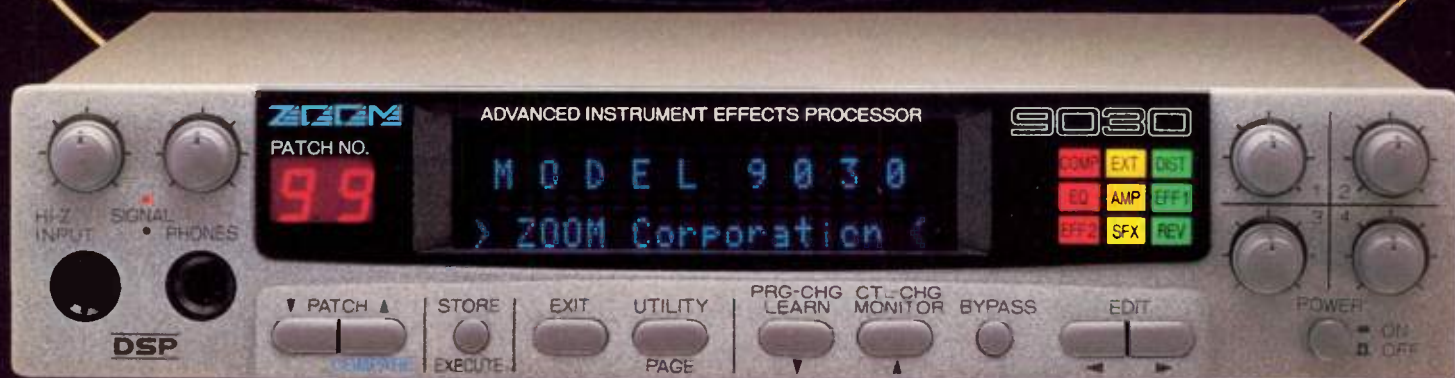 ZOOM
ADVANCED INSTRUMENT EFFECTS PROCESSOR
9030
PATCH NO.
99
MODEL 9030
> ZOOM Corporation <
COMP EXT DIST
EQ AMP EFF1
EFF2 SFX REV
1 2
3 4
HI-Z INPUT
SIGNAL
PHONES
DSP
▼ PATCH ▲
COMPARE
STORE
EXECUTE
EXIT
UTILITY
PAGE
PRG-CHG LEARN
▼
CTL-CHG MONITOR
▲
BYPASS
EDIT
◀ ▶
POWER
ON
OFF